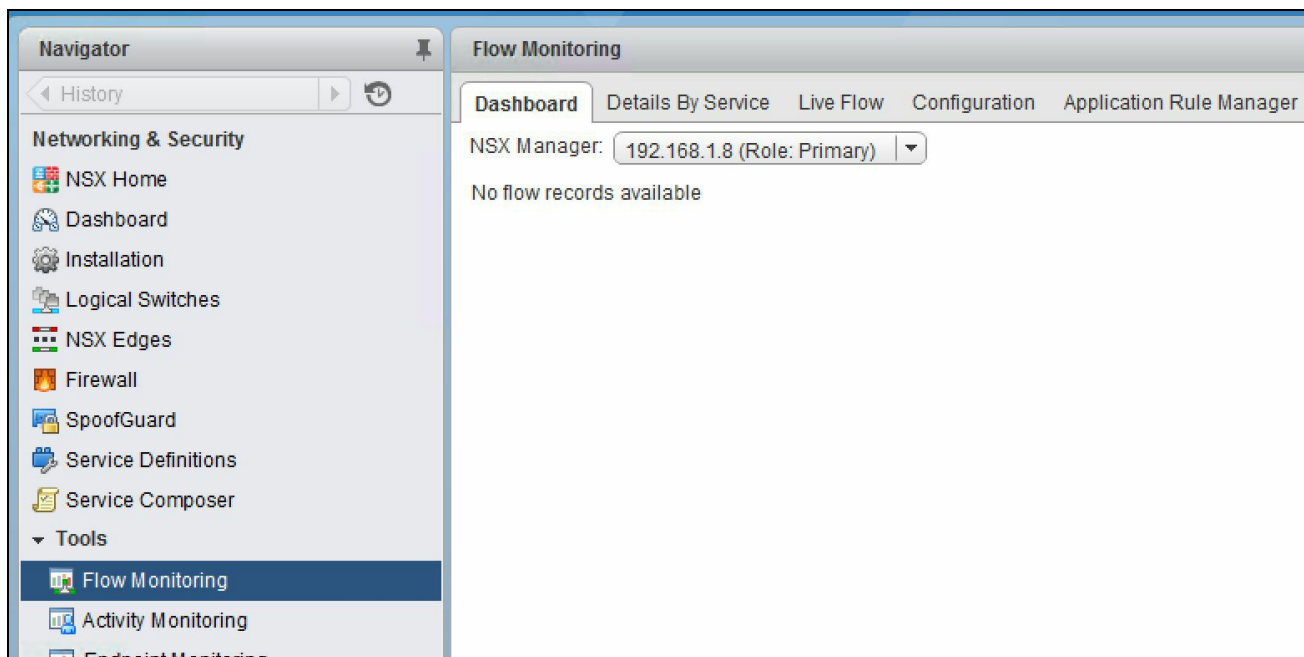 Navigator
History
Networking & Security
NSX Home
Dashboard
Installation
Logical Switches
NSX Edges
Firewall
SpoofGuard
Service Definitions
Service Composer
Tools
Flow Monitoring
Activity Monitoring
Endpoint Monitoring
Flow Monitoring
Dashboard Details By Service Live Flow Configuration Application Rule Manager
NSX Manager: 192.168.1.8 (Role: Primary)
No flow records available